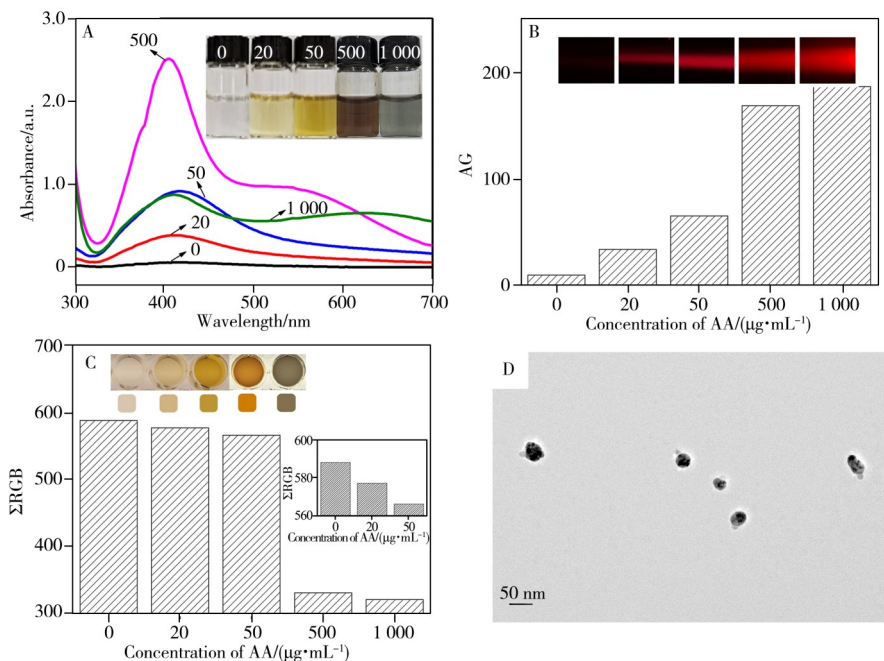 A
0 20 50 500 1 000
500
50
1 000
20
0
3.0
2.0
1.0
0
Absorbance/a.u.
300 400 500 600 700
Wavelength/nm
B
200
100
0
AG
0 20 50 500 1 000
Concentration of AA/(μg•mL⁻¹)
C
700
600
500
400
300
ΣRGB
600
580
560
0 20 50
Concentration of AA/(μg•mL⁻¹)
0 20 50 500 1 000
Concentration of AA/(μg•mL⁻¹)
D
50 nm